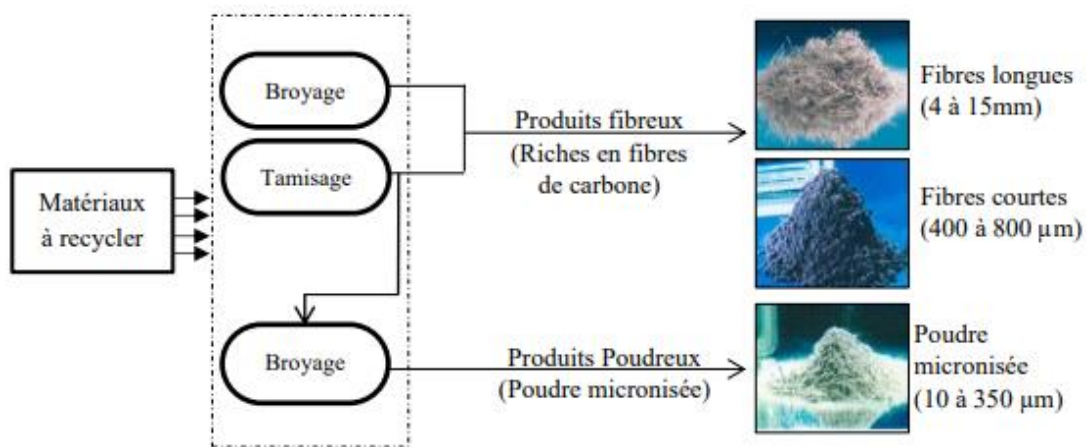 Matériaux
à recycler
Broyage
Tamisage
Broyage
Produits fibreux
(Riches en fibres
de carbone)
Produits Poudreux
(Poudre micronisée)
Fibres longues
(4 à 15mm)
Fibres courtes
(400 à 800 µm)
Poudre
micronisée
(10 à 350 µm)